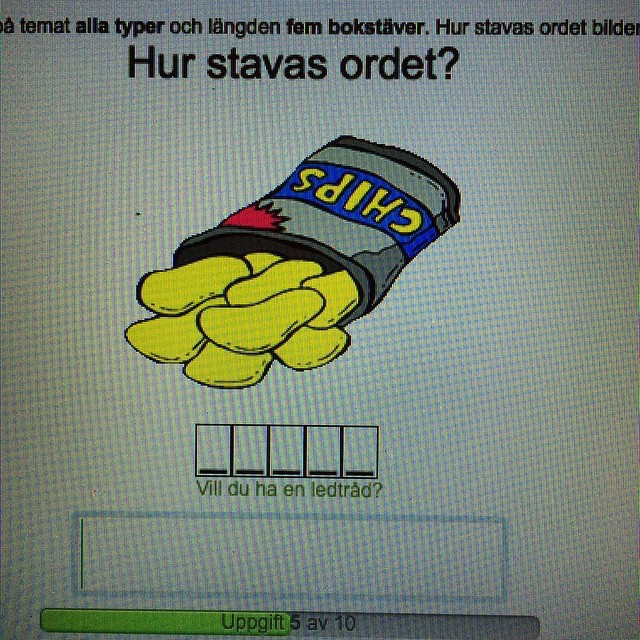 på temat alla typer och längden fem bokstäver. Hur stavas ordet bilden
Hur stavas ordet?
CHIPS
Vill du ha en ledtråd?
Uppgift 5 av 10